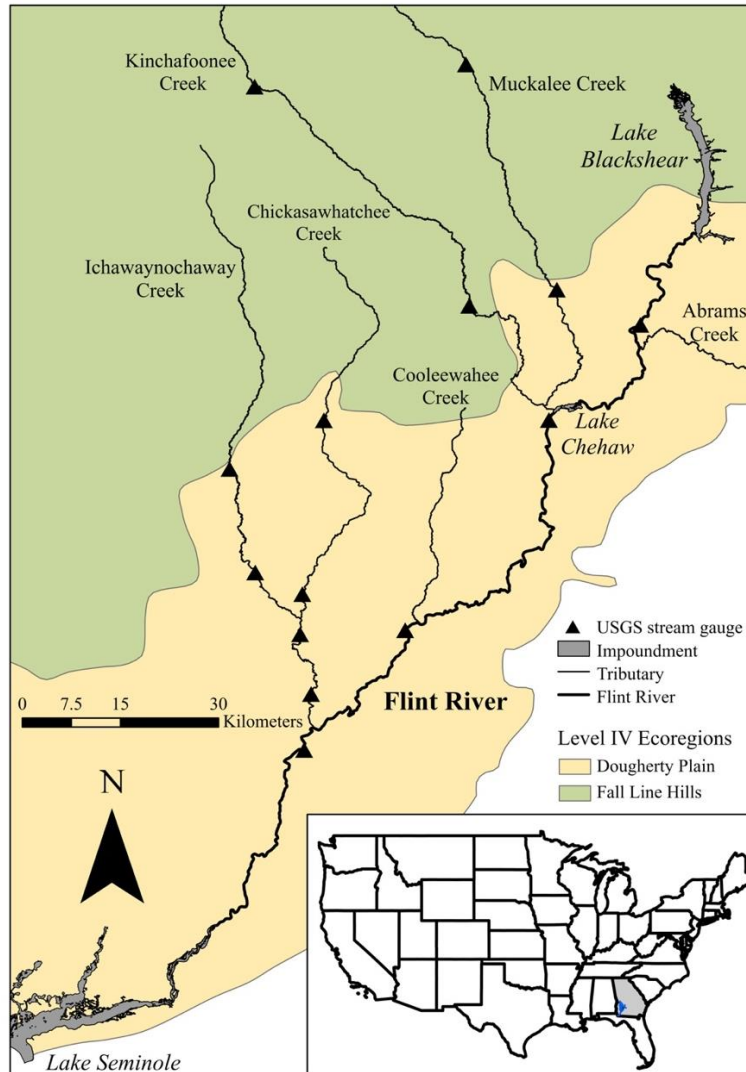 Kinchafoonee
Creek
Muckalee Creek
Lake
Blackshear
Chickasawhatchee
Creek
Ichawaynochaway
Creek
Abrams
Creek
Cooleewahee
Creek
Lake
Chehaw
USGS stream gauge
Impoundment
Tributary
Flint River
Flint River
0 7.5 15 30
Kilometers
Level IV Ecoregions
Dougherty Plain
Fall Line Hills
N
Lake Seminole